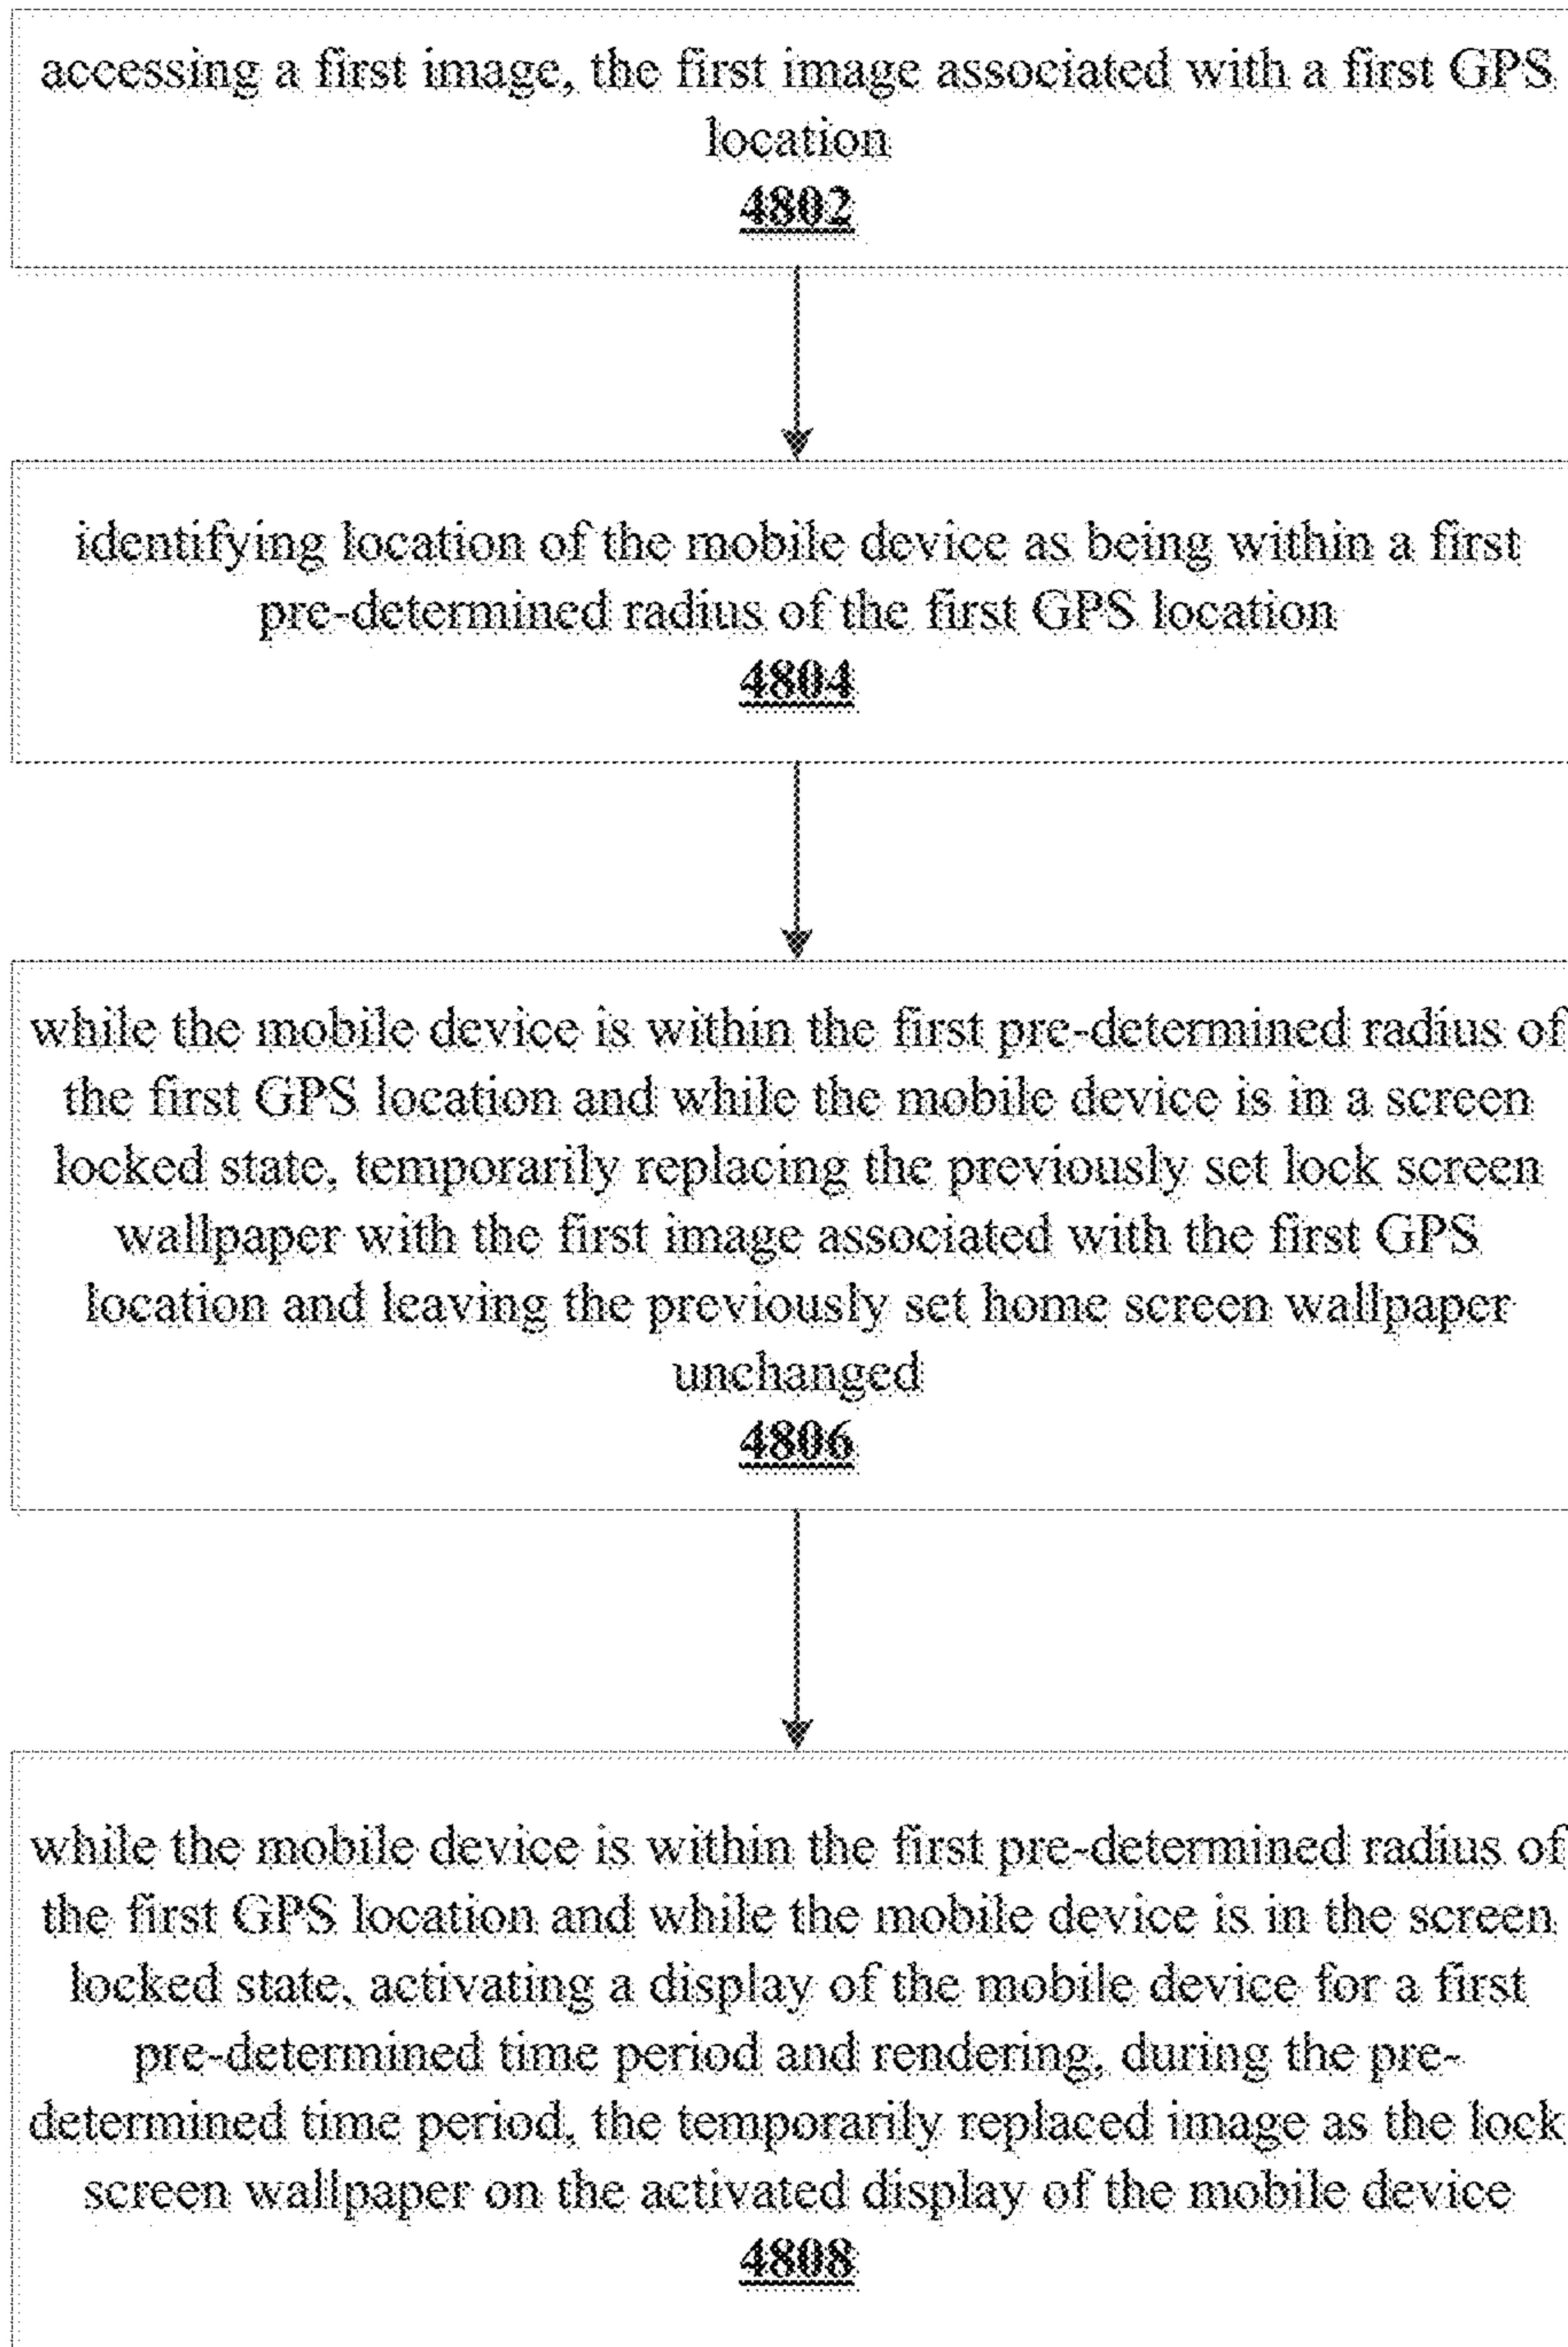 accessing a first image, the first image associated with a first GPS
location
4802
identifying location of the mobile device as being within a first
pre-determined radius of the first GPS location
4804
while the mobile device is within the first pre-determined radius of
the first GPS location and while the mobile device is in a screen
locked state, temporarily replacing the previously set lock screen
wallpaper with the first image associated with the first GPS
location and leaving the previously set home screen wallpaper
unchanged
4806
while the mobile device is within the first pre-determined radius of
the first GPS location and while the mobile device is in the screen
locked state, activating a display of the mobile device for a first
pre-determined time period and rendering, during the pre-
determined time period, the temporarily replaced image as the lock
screen wallpaper on the activated display of the mobile device
4808